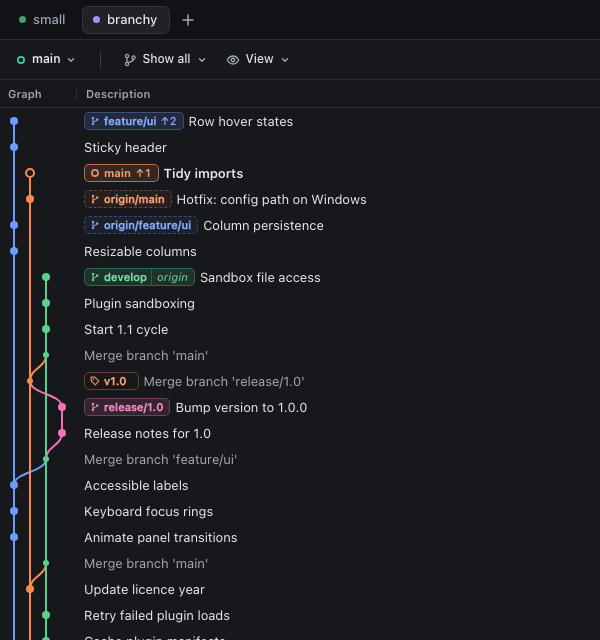 small branchy +
main Show all View
Graph Description
feature/ui ↑2 Row hover states
Sticky header
main ↑1 Tidy imports
origin/main Hotfix: config path on Windows
origin/feature/ui Column persistence
Resizable columns
develop origin Sandbox file access
Plugin sandboxing
Start 1.1 cycle
Merge branch 'main'
v1.0 Merge branch 'release/1.0'
release/1.0 Bump version to 1.0.0
Release notes for 1.0
Merge branch 'feature/ui'
Accessible labels
Keyboard focus rings
Animate panel transitions
Merge branch 'main'
Update licence year
Retry failed plugin loads
Cache plugin manifests